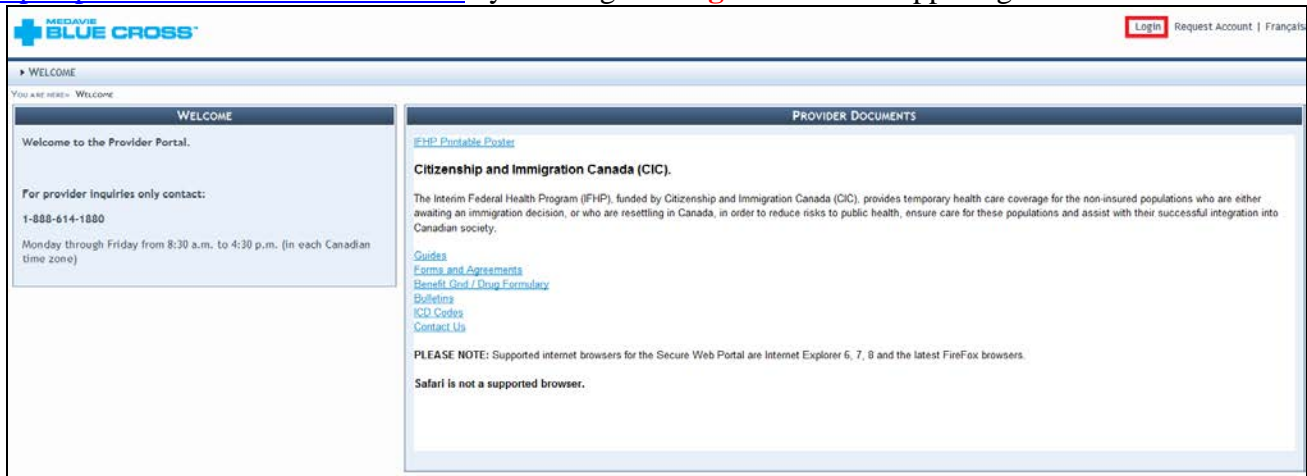 MEDAVIE
BLUE CROSS
Login Request Account | Français
WELCOME
YOU ARE HERE» WELCOME
WELCOME
Welcome to the Provider Portal.
For provider inquiries only contact:
1-888-614-1880
Monday through Friday from 8:30 a.m. to 4:30 p.m. (in each Canadian
time zone)
PROVIDER DOCUMENTS
IFHP Printable Poster
Citizenship and Immigration Canada (CIC).
The Interim Federal Health Program (IFHP), funded by Citizenship and Immigration Canada (CIC), provides temporary health care coverage for the non-insured populations who are either
awaiting an immigration decision, or who are resettling in Canada, in order to reduce risks to public health, ensure care for these populations and assist with their successful integration into
Canadian society.
Guides
Forms and Agreements
Benefit Grid / Drug Formulary
Bulletins
ICD Codes
Contact Us
PLEASE NOTE: Supported internet browsers for the Secure Web Portal are Internet Explorer 6, 7, 8 and the latest FireFox browsers.
Safari is not a supported browser.